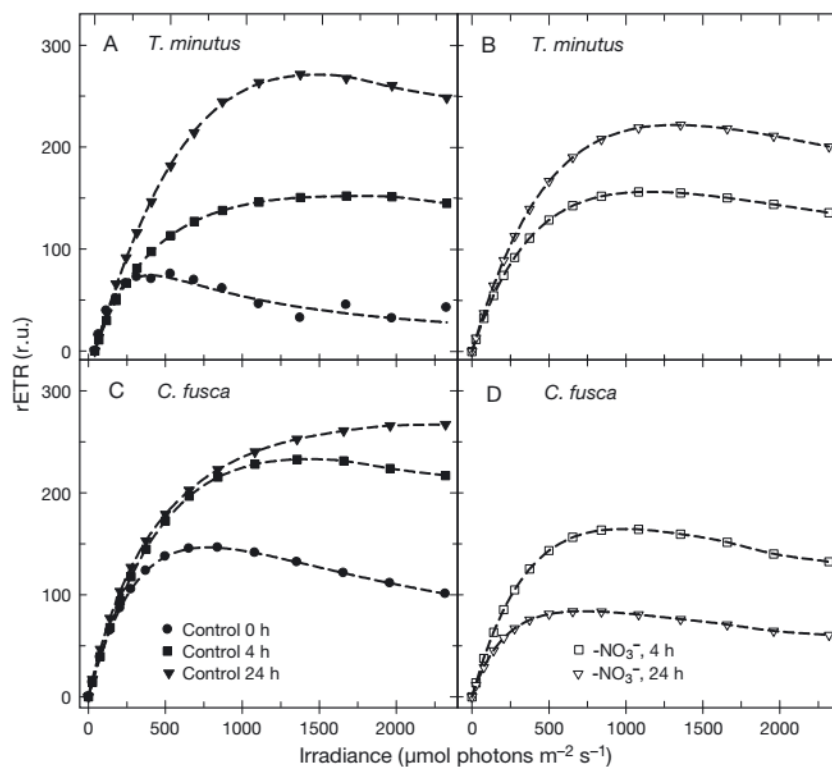 A T. minutus
B T. minutus
300
200
100
0
rETR (r.u.)
C C. fusca
D C. fusca
300
200
100
0
● Control 0 h
■ Control 4 h
▼ Control 24 h
□ -NO₃⁻, 4 h
▽ -NO₃⁻, 24 h
0 500 1000 1500 2000
0 500 1000 1500 2000
Irradiance (µmol photons m⁻² s⁻¹)